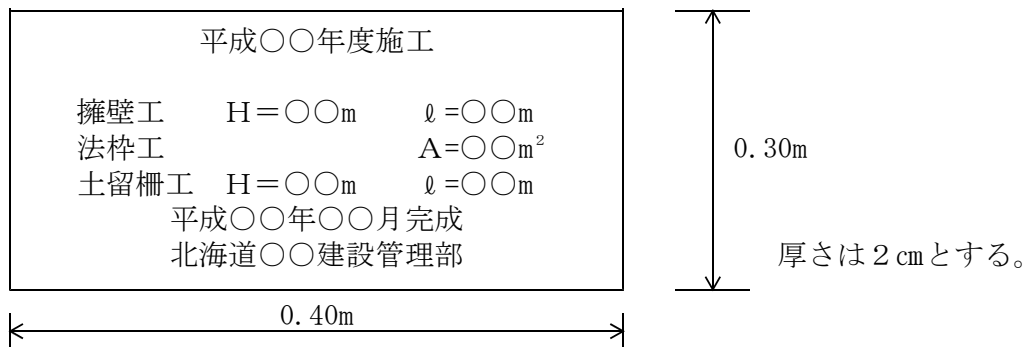 平成○○年度施工
擁壁工 H=○○m ℓ=○○m
法枠工 A=○○m²
土留柵工 H=○○m ℓ=○○m
平成○○年○○月完成
北海道○○建設管理部
0.30m
厚さは2㎝とする。
0.40m